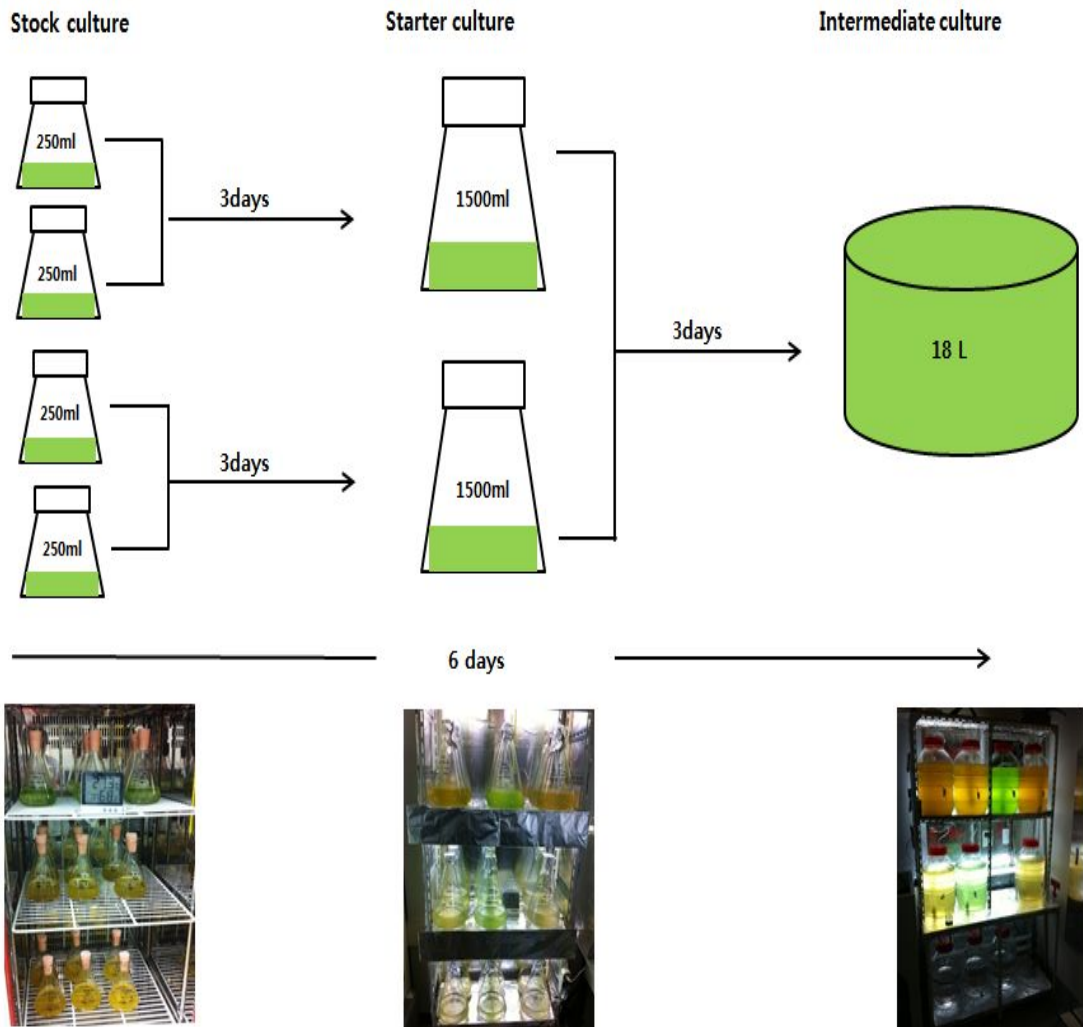 Stock culture
Starter culture
Intermediate culture
250ml
250ml
3days
1500ml
250ml
250ml
3days
1500ml
3days
18 L
6 days